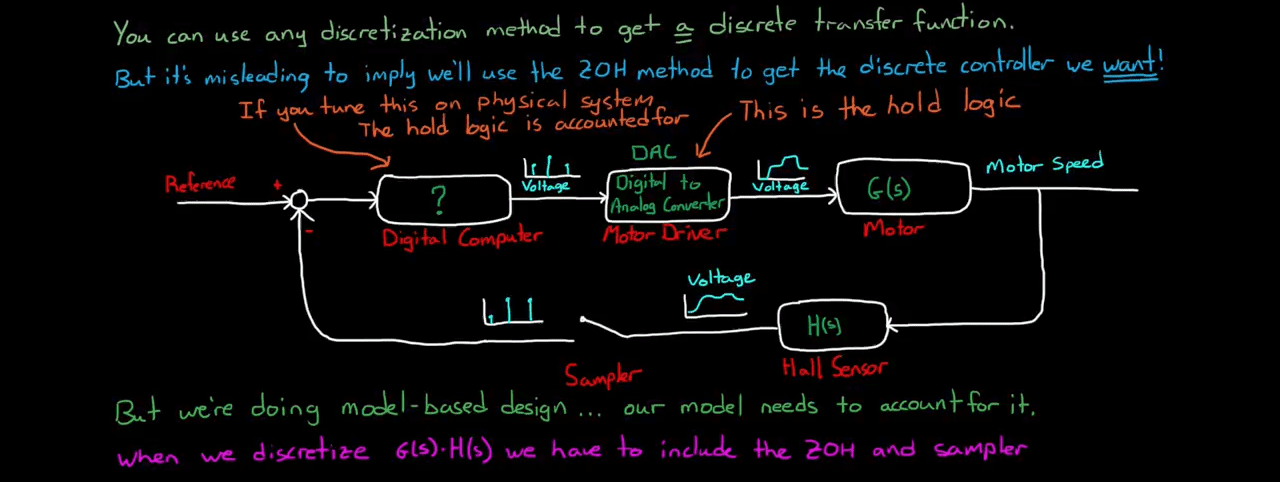 You can use any discretization method to get a discrete transfer function.
But it's misleading to imply we'll use the ZOH method to get the discrete controller we want!
If you tune this on physical system
The hold logic is accounted for
This is the hold logic
DAC
Reference
+
?
Voltage
Digital to
Analog Converter
Voltage
G(s)
Motor Speed
-
Digital Computer
Motor Driver
Motor
Voltage
H(s)
Sampler
Hall Sensor
But we're doing model-based design... our model needs to account for it.
When we discretize G(s)·H(s) we have to include the ZOH and sampler